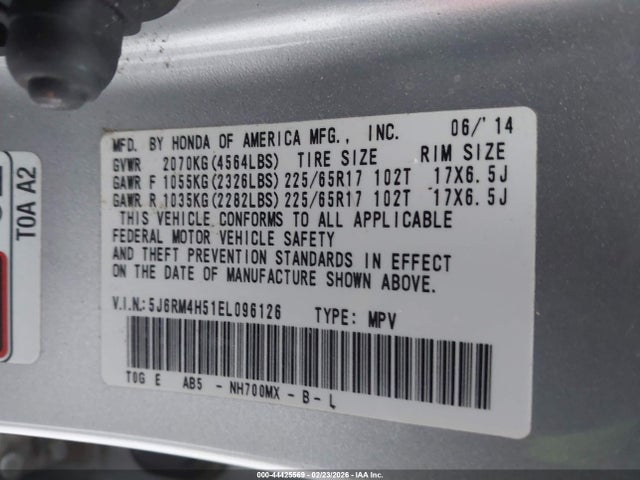 MFD. BY HONDA OF AMERICA MFG., INC. 06/'14
GVWR 2070KG(4564LBS) TIRE SIZE RIM SIZE
GAWR F 1055KG(2326LBS) 225/65R17 102T 17X6.5J
GAWR R 1035KG(2282LBS) 225/65R17 102T 17X6.5J
THIS VEHICLE CONFORMS TO ALL APPLICABLE
FEDERAL MOTOR VEHICLE SAFETY
AND THEFT PREVENTION STANDARDS IN EFFECT
ON THE DATE OF MANUFACTURE SHOWN ABOVE.
V.I.N.:5J6RM4H51EL096126 TYPE: MPV
T0G E AB5 - NH700MX - B - L
T0A A2
000-44425569 - 02/23/2026 - IAA Inc.